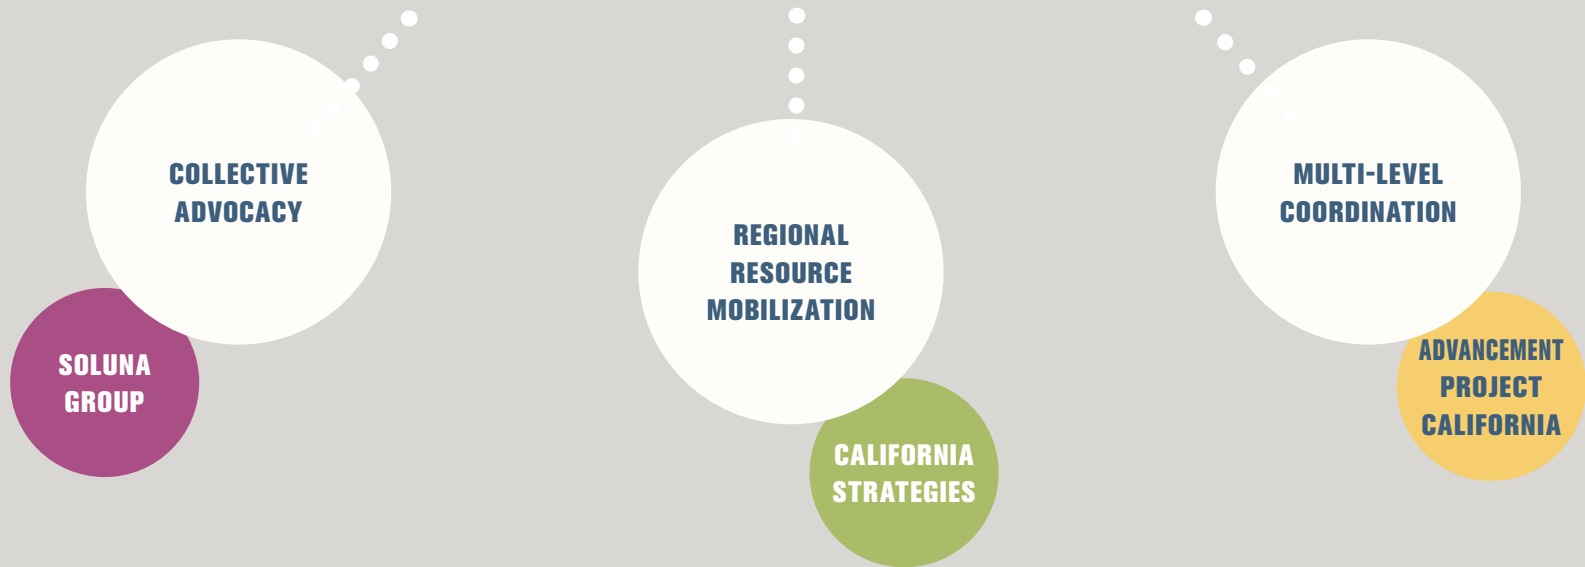 COLLECTIVE
ADVOCACY
SOLUNA
GROUP
REGIONAL
RESOURCE
MOBILIZATION
CALIFORNIA
STRATEGIES
MULTI-LEVEL
COORDINATION
ADVANCEMENT
PROJECT
CALIFORNIA